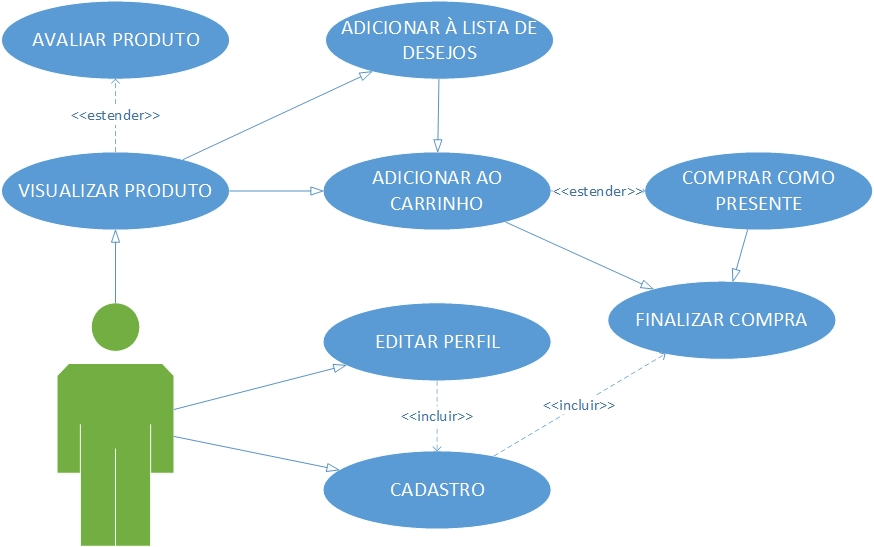 AVALIAR PRODUTO
ADICIONAR À LISTA DE
DESEJOS
<<estender>>
VISUALIZAR PRODUTO
ADICIONAR AO
CARRINHO
<<estender>>
COMPRAR COMO
PRESENTE
FINALIZAR COMPRA
EDITAR PERFIL
<<incluir>>
<<incluir>>
CADASTRO